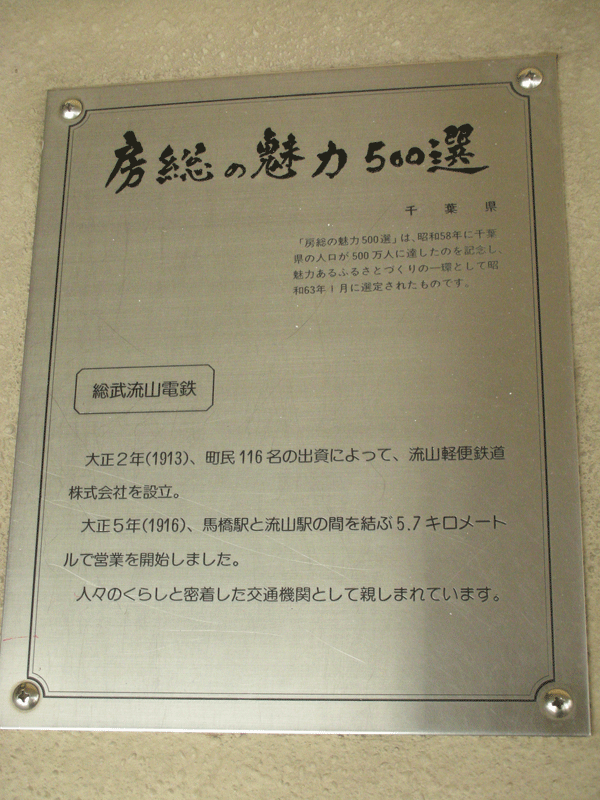 房総の魅力500選
千葉県
「房総の魅力500選」は、昭和58年に千葉
県の人口が500万人に達したのを記念し、
魅力あるふるさとづくりの一環として昭
和63年1月に選定されたものです。
総武流山電鉄
大正2年(1913)、町民116名の出資によって、流山軽便鉄道
株式会社を設立。
大正5年(1916)、馬橋駅と流山駅の間を結ぶ5.7キロメート
ルで営業を開始しました。
人々のくらしと密着した交通機関として親しまれています。